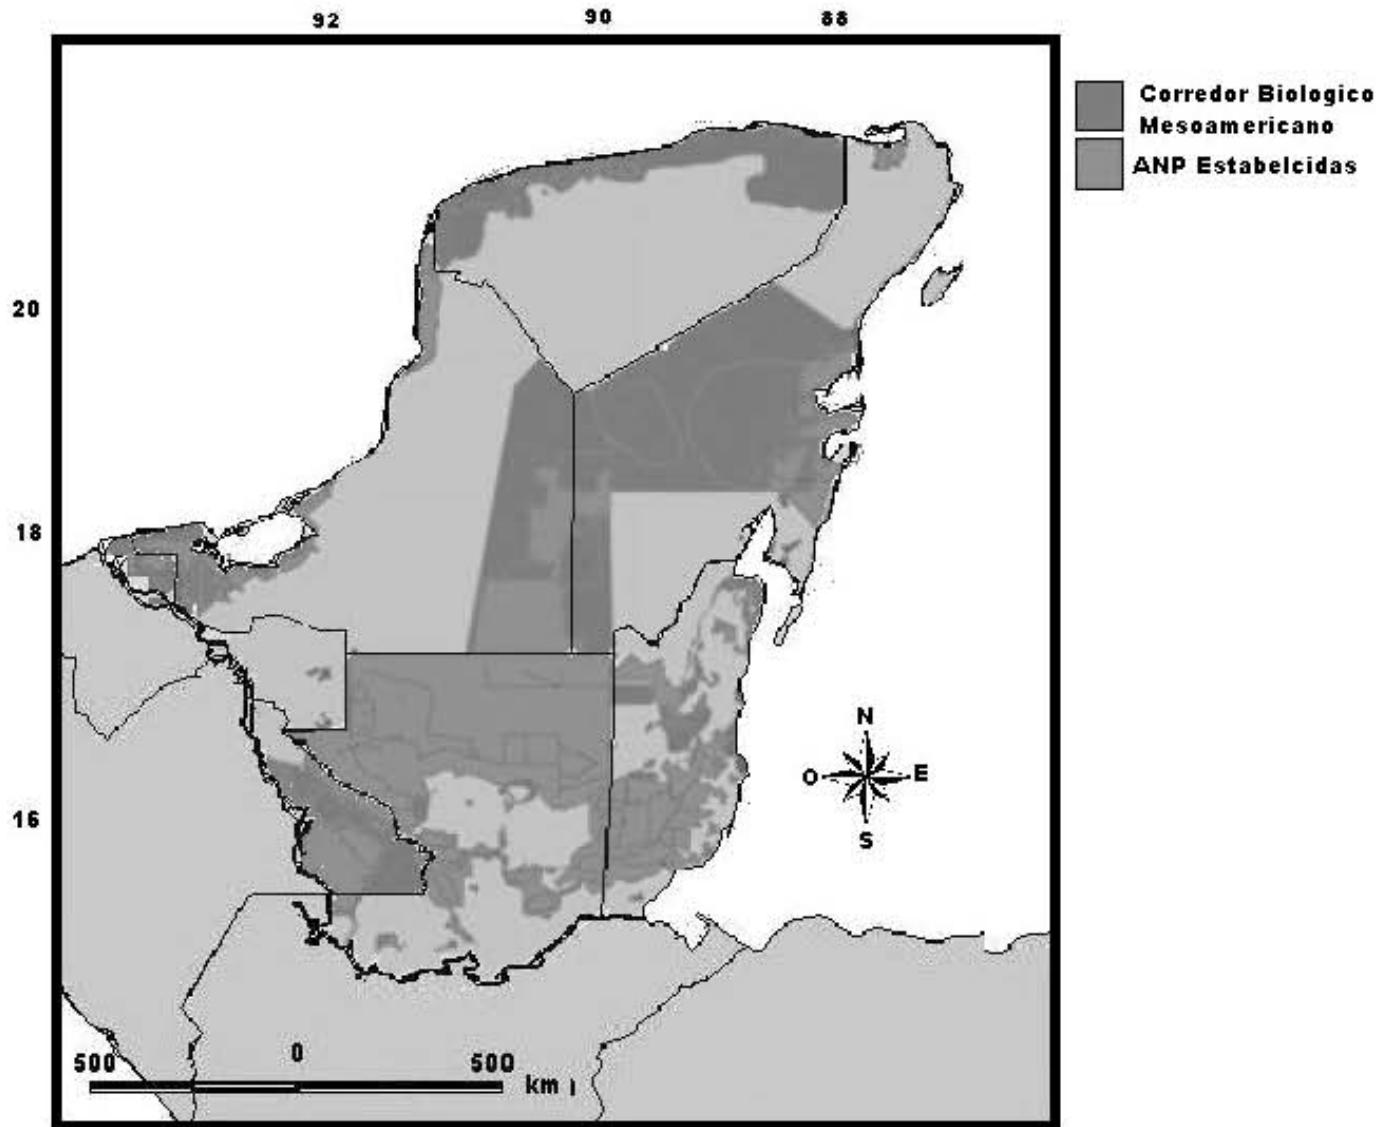 92 90 88
Corredor Biologico
Mesoamericano
ANP Estabelcidas
20
18
16
N
O E
S
500 0 500
km